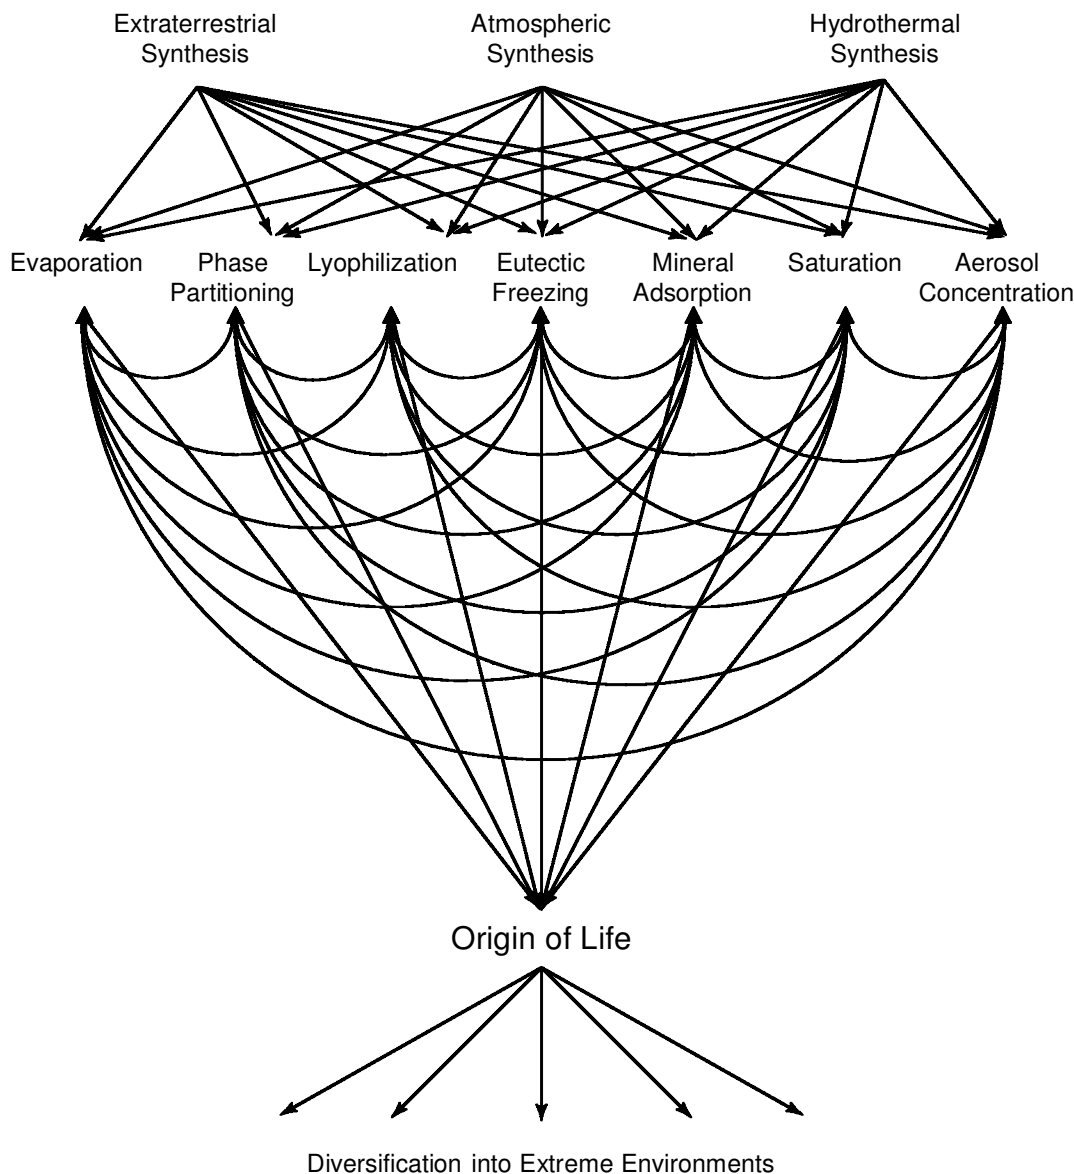 Extraterrestrial
Synthesis
Atmospheric
Synthesis
Hydrothermal
Synthesis
Evaporation
Phase
Partitioning
Lyophilization
Eutectic
Freezing
Mineral
Adsorption
Saturation
Aerosol
Concentration
Origin of Life
Diversification into Extreme Environments